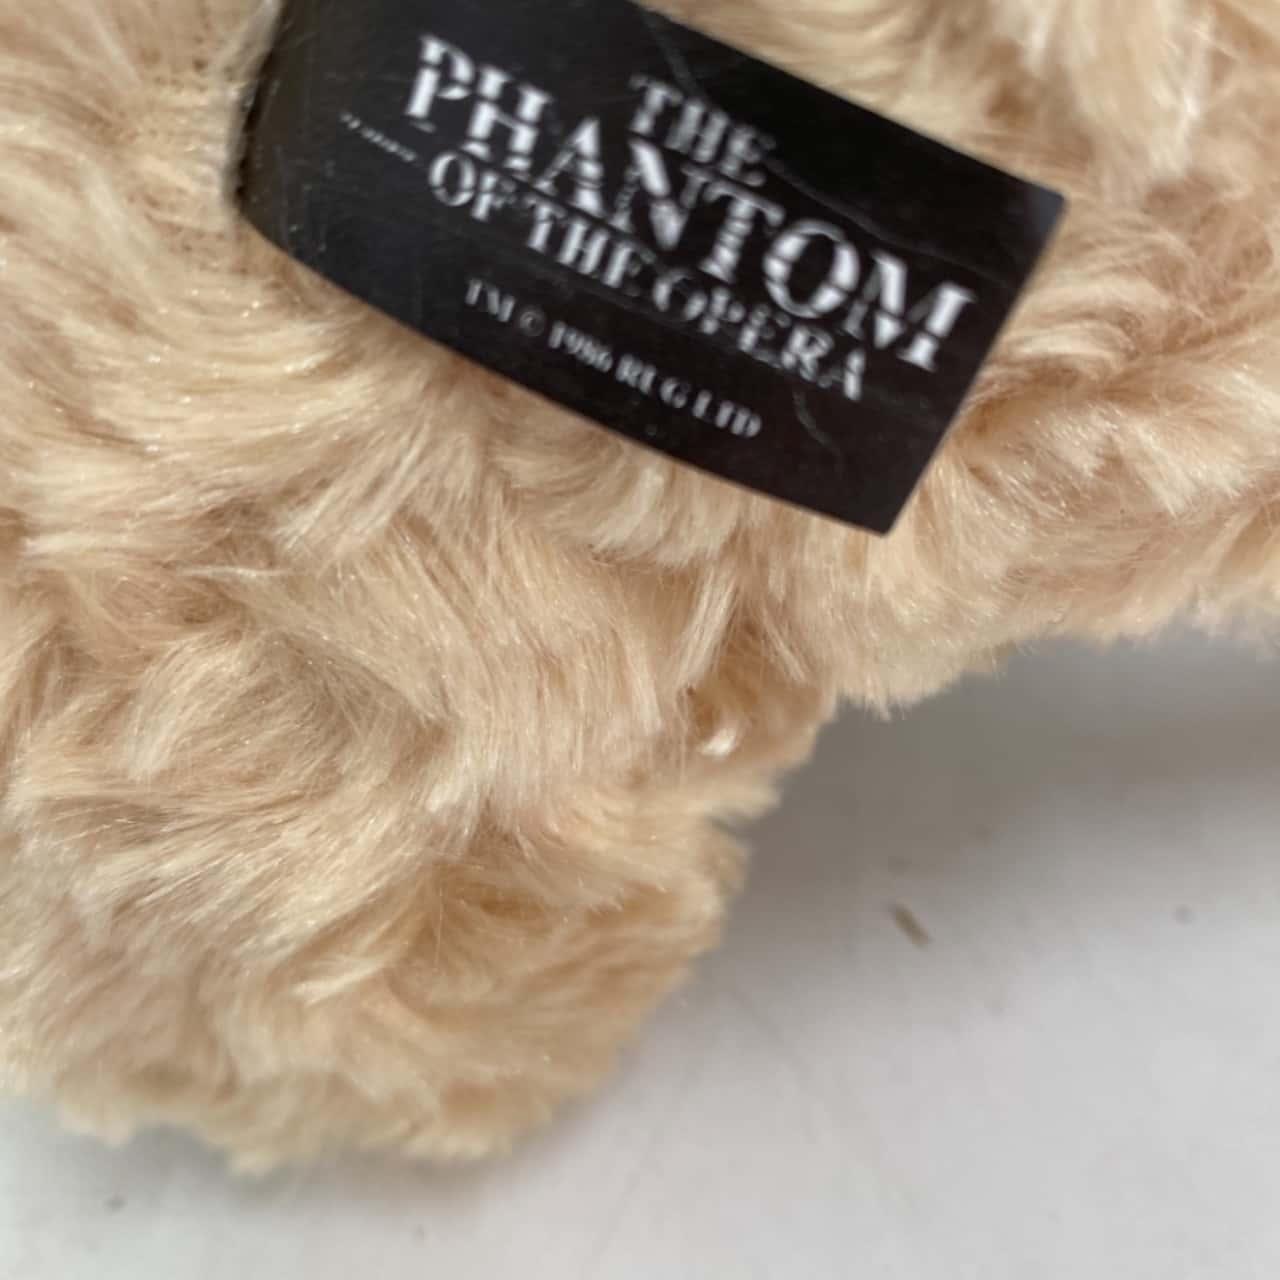 THE
PHANTOM
OF THE OPERA
TM © 1986 RUG LTD